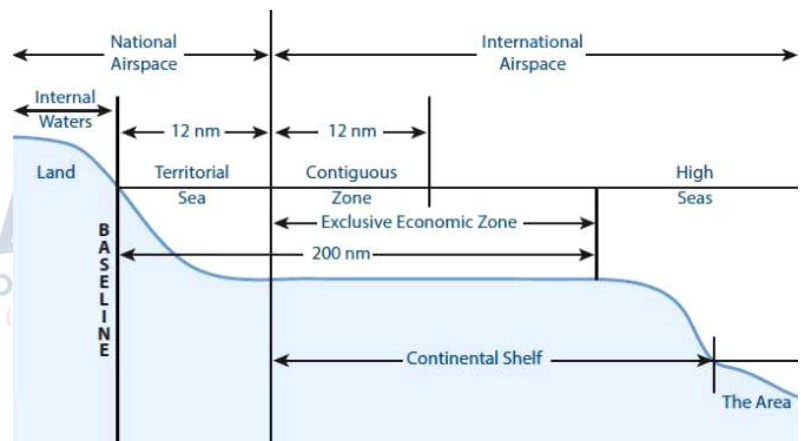 National
Airspace
International
Airspace
Internal
Waters
12 nm
12 nm
Land
Territorial
Sea
Contiguous
Zone
High
Seas
Exclusive Economic Zone
200 nm
BASELINE
Continental Shelf
The Area